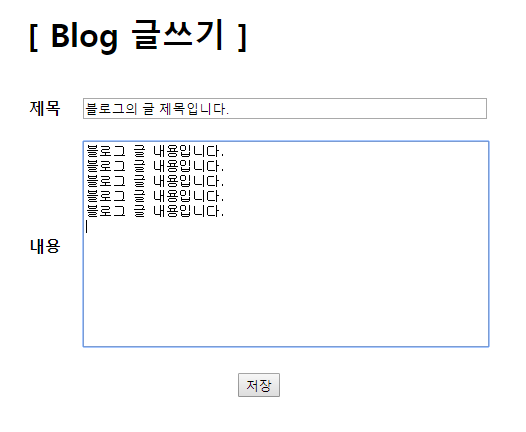 [ Blog 글쓰기 ]
제목 블로그의 글 제목입니다.
블로그 글 내용입니다.
블로그 글 내용입니다.
블로그 글 내용입니다.
블로그 글 내용입니다.
블로그 글 내용입니다.
내용
저장